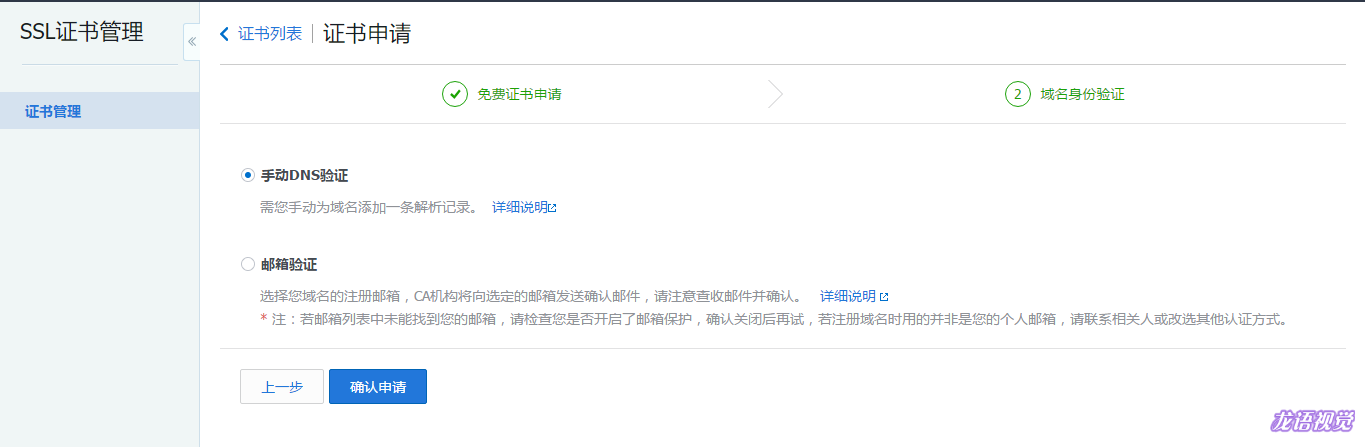 SSL证书管理
«
证书管理
证书列表 | 证书申请
免费证书申请
2 域名身份验证
手动DNS验证
需您手动为域名添加一条解析记录。 详细说明
邮箱验证
选择您域名的注册邮箱，CA机构将向选定的邮箱发送确认邮件，请注意查收邮件并确认。 详细说明
* 注：若邮箱列表中未能找到您的邮箱，请检查您是否开启了邮箱保护，确认关闭后再试，若注册域名时用的并非是您的个人邮箱，请联系相关人或改选其他认证方式。
上一步 确认申请
龙语视觉